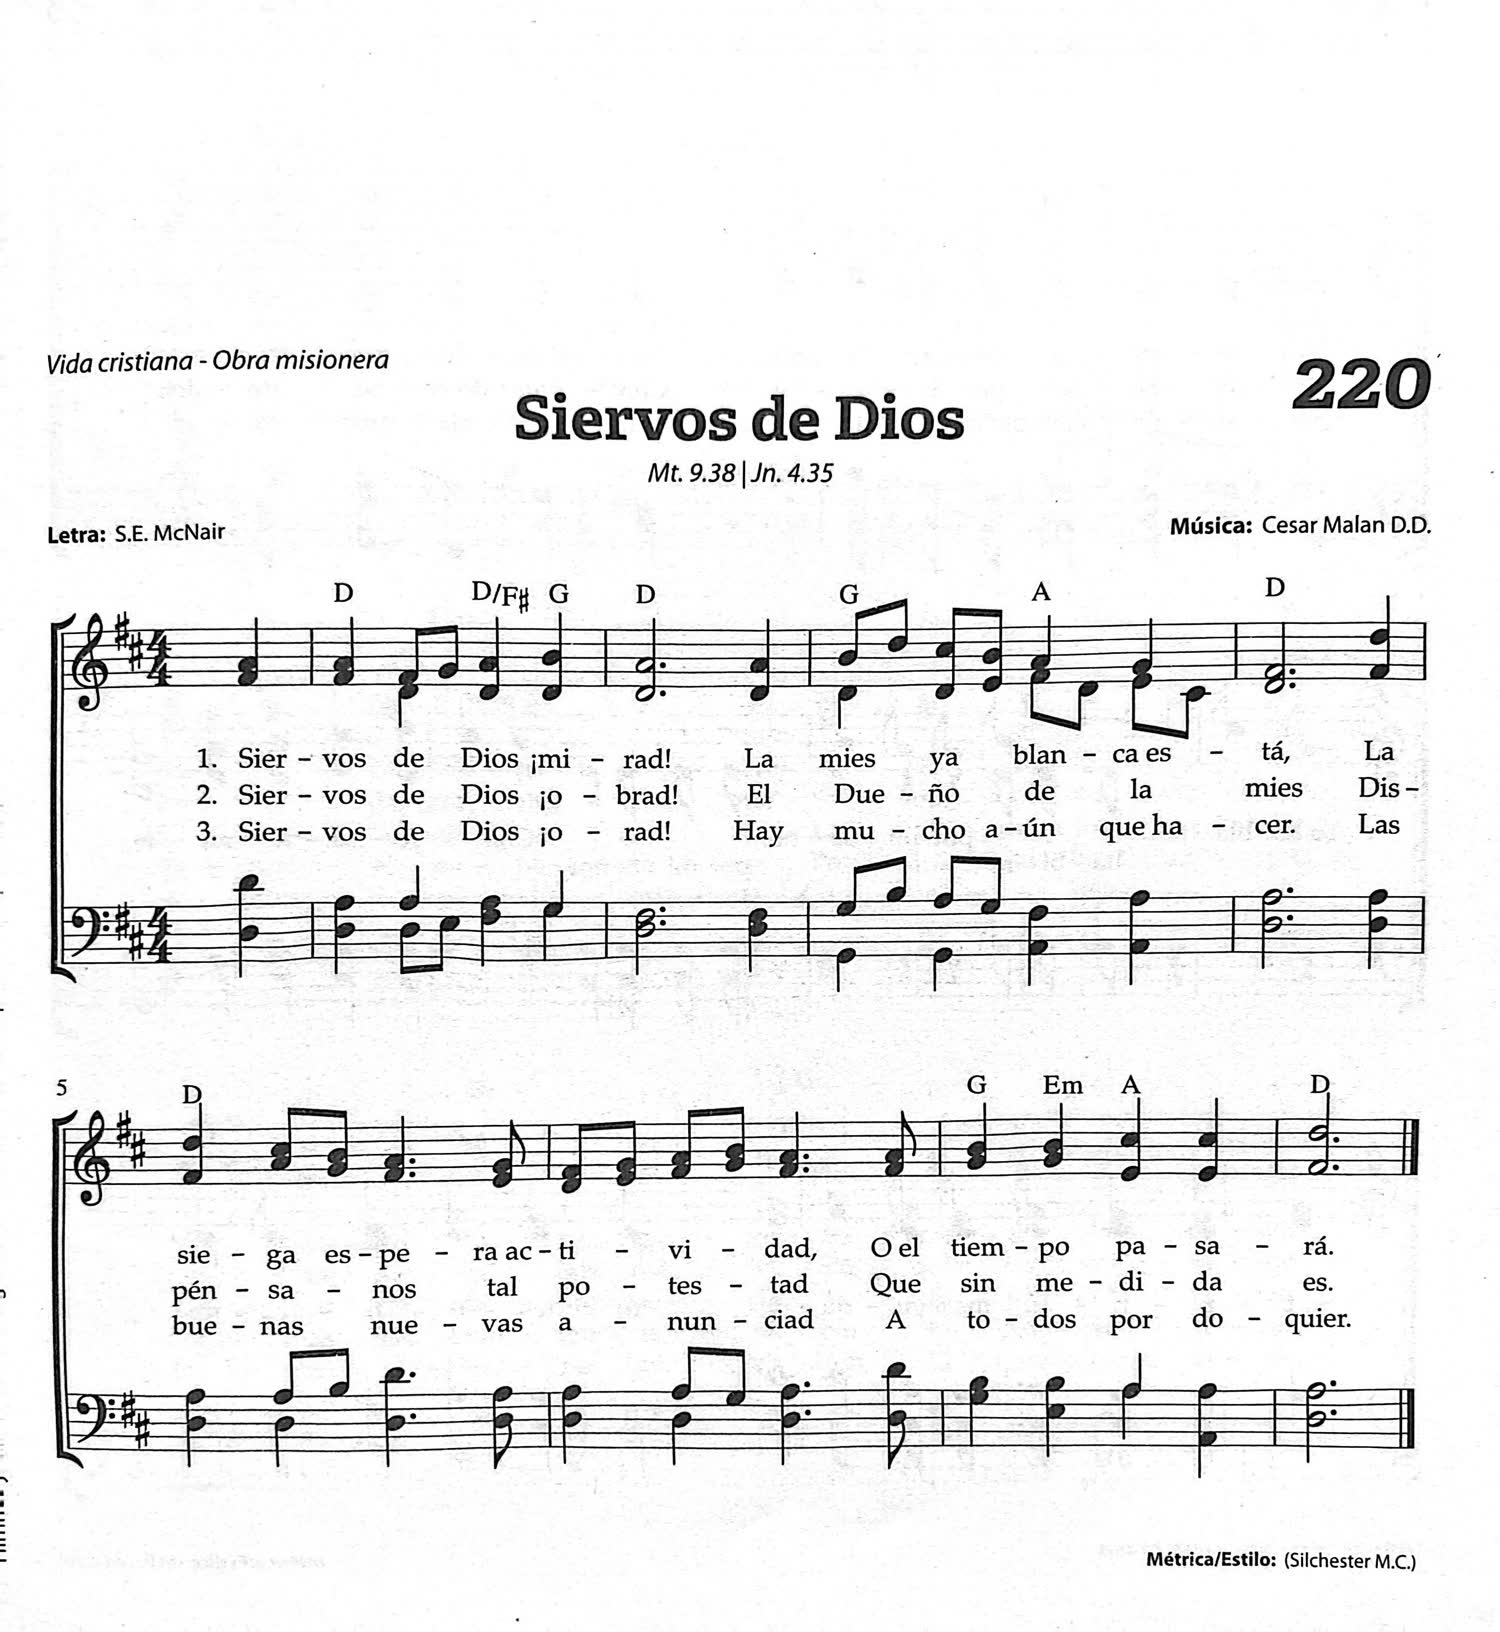 Vida cristiana - Obra misionera
220
Siervos de Dios
Mt. 9.38 | Jn. 4.35
Letra: S.E. McNair
Música: Cesar Malan D.D.
D D/F# G D G A D
1. Sier – vos de Dios ¡mi – rad! La mies ya blan – ca es – tá, La
2. Sier – vos de Dios ¡o – brad! El Due – ño de la mies Dis –
3. Sier – vos de Dios ¡o – rad! Hay mu – cho a – ún que ha – cer. Las
5
D G Em A D
sie – ga es – pe – ra ac – ti – vi – dad, O el tiem – po pa – sa – rá.
pén – sa – nos tal po – tes – tad Que sin me – di – da es.
bue – nas nue – vas a – nun – ciad A to – dos por do – quier.
Métrica/Estilo: (Silchester M.C.)